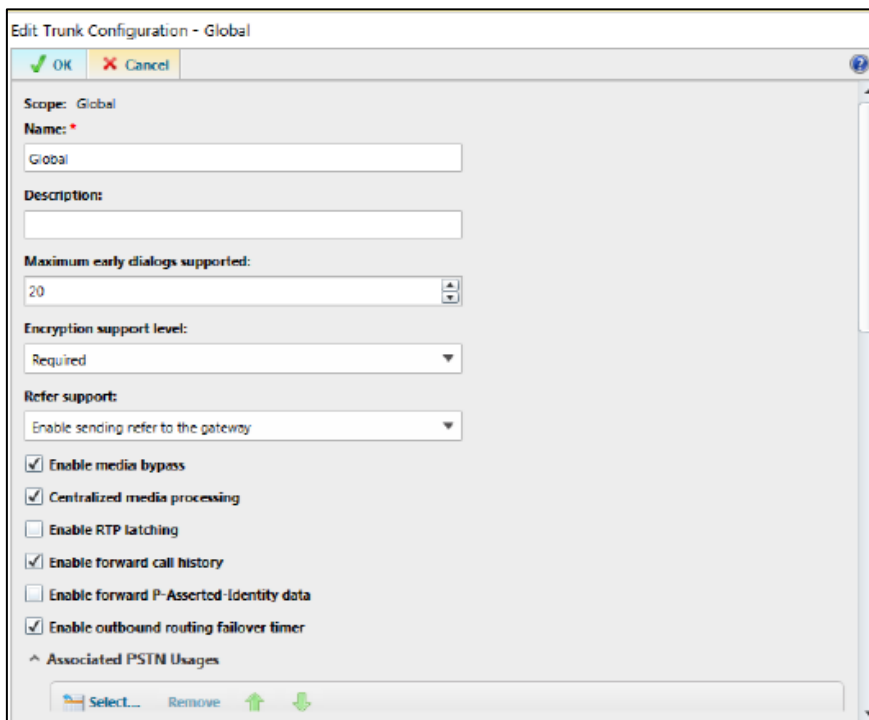 Edit Trunk Configuration - Global
OK Cancel
Scope: Global
Name: *
Global
Description:
Maximum early dialogs supported:
20
Encryption support level:
Required
Refer support:
Enable sending refer to the gateway
Enable media bypass
Centralized media processing
Enable RTP latching
Enable forward call history
Enable forward P-Asserted-Identity data
Enable outbound routing failover timer
Associated PSTN Usages
Select... Remove